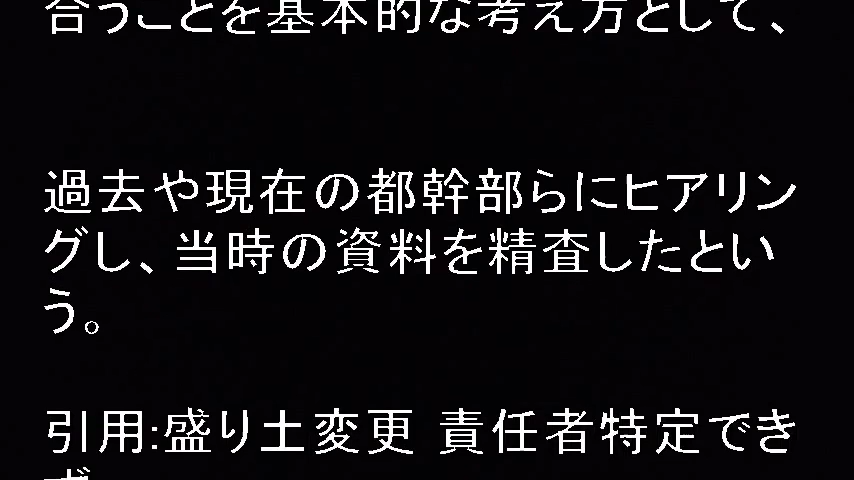 合うことを基本的な考え方として、
過去や現在の都幹部らにヒアリン
グし、当時の資料を精査したとい
う。
引用:盛り土変更 責任者特定でき
ず